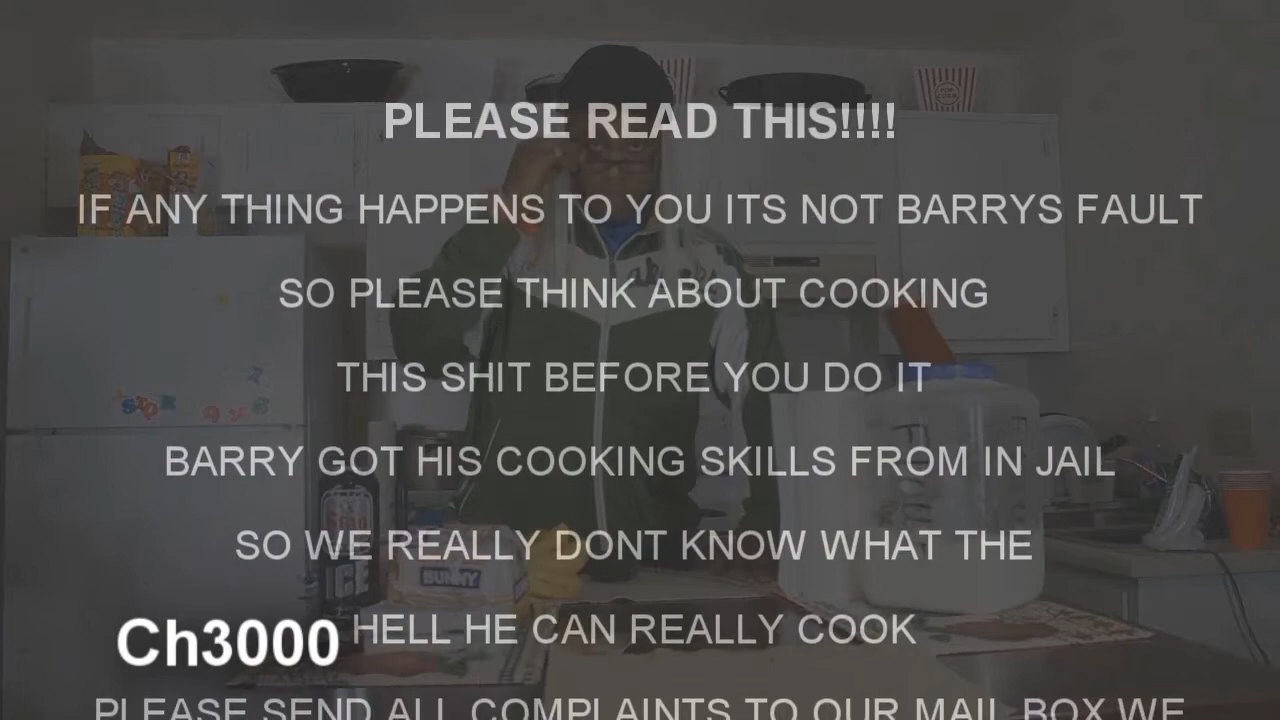 PLEASE READ THIS!!!!
IF ANY THING HAPPENS TO YOU ITS NOT BARRYS FAULT
SO PLEASE THINK ABOUT COOKING
THIS SHIT BEFORE YOU DO IT
BARRY GOT HIS COOKING SKILLS FROM IN JAIL
SO WE REALLY DONT KNOW WHAT THE
HELL HE CAN REALLY COOK
Ch3000
PLEASE SEND ALL COMPLAINTS TO OUR MAIL BOX WE
BUNNY
ICE